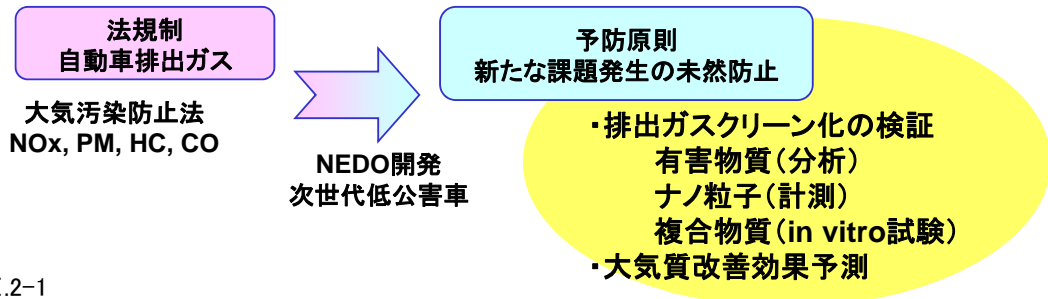 法規制
自動車排出ガス
大気汚染防止法
NOx, PM, HC, CO
NEDO開発
次世代低公害車
予防原則
新たな課題発生の未然防止
・排出ガスクリーン化の検証
有害物質（分析）
ナノ粒子（計測）
複合物質（in vitro試験）
・大気質改善効果予測
.2-1